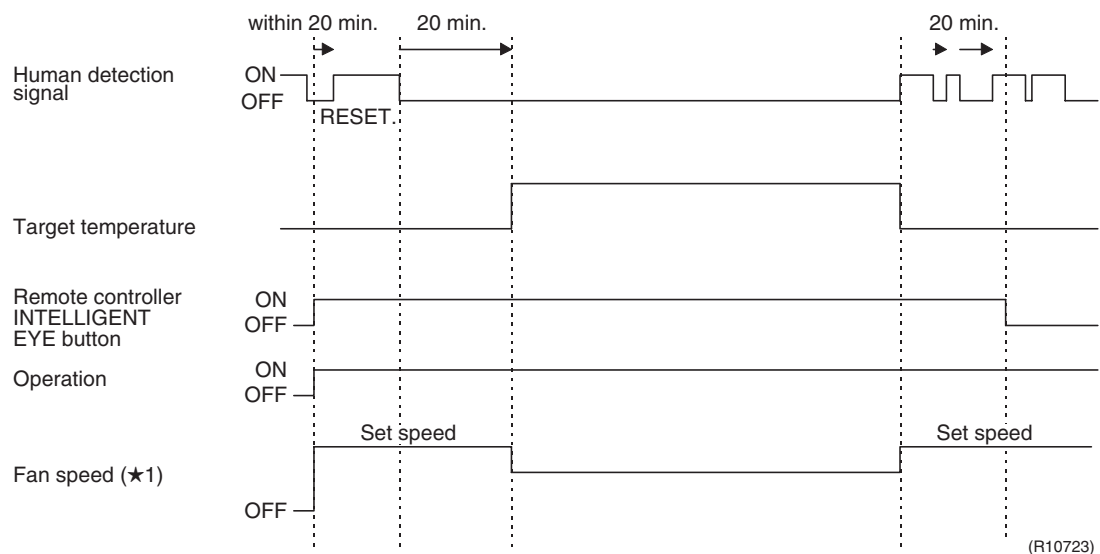 within 20 min.
20 min.
20 min.
Human detection
signal
ON
OFF
RESET.
Target temperature
Remote controller
INTELLIGENT
EYE button
ON
OFF
Operation
ON
OFF
Set speed
Set speed
Fan speed (★1)
OFF
(R10723)